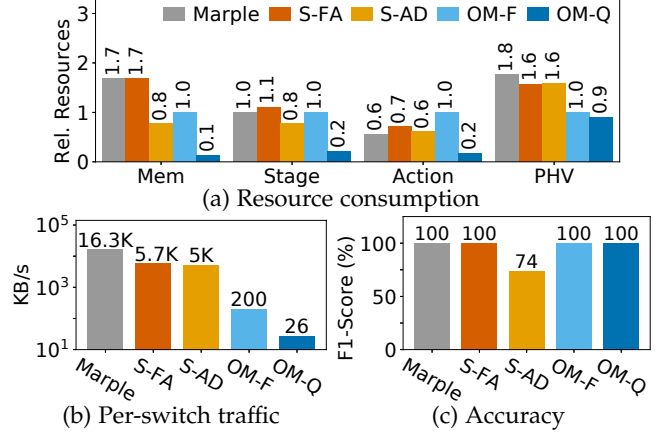 Marple S-FA S-AD OM-F OM-Q
Rel. Resources
3
2
1
0
1.7 1.7 0.8 1.0 0.1
1.0 1.1 0.8 1.0 0.2
0.6 0.7 0.6 1.0 0.2
1.8 1.6 1.6 1.0 0.9
Mem Stage Action PHV
(a) Resource consumption
KB/s
10^5
10^3
10^1
16.3K 5.7K 5K 200 26
Marple S-FA S-AD OM-F OM-Q
(b) Per-switch traffic
F1-Score (%)
100
75
50
25
0
100 100 74 100 100
Marple S-FA S-AD OM-F OM-Q
(c) Accuracy